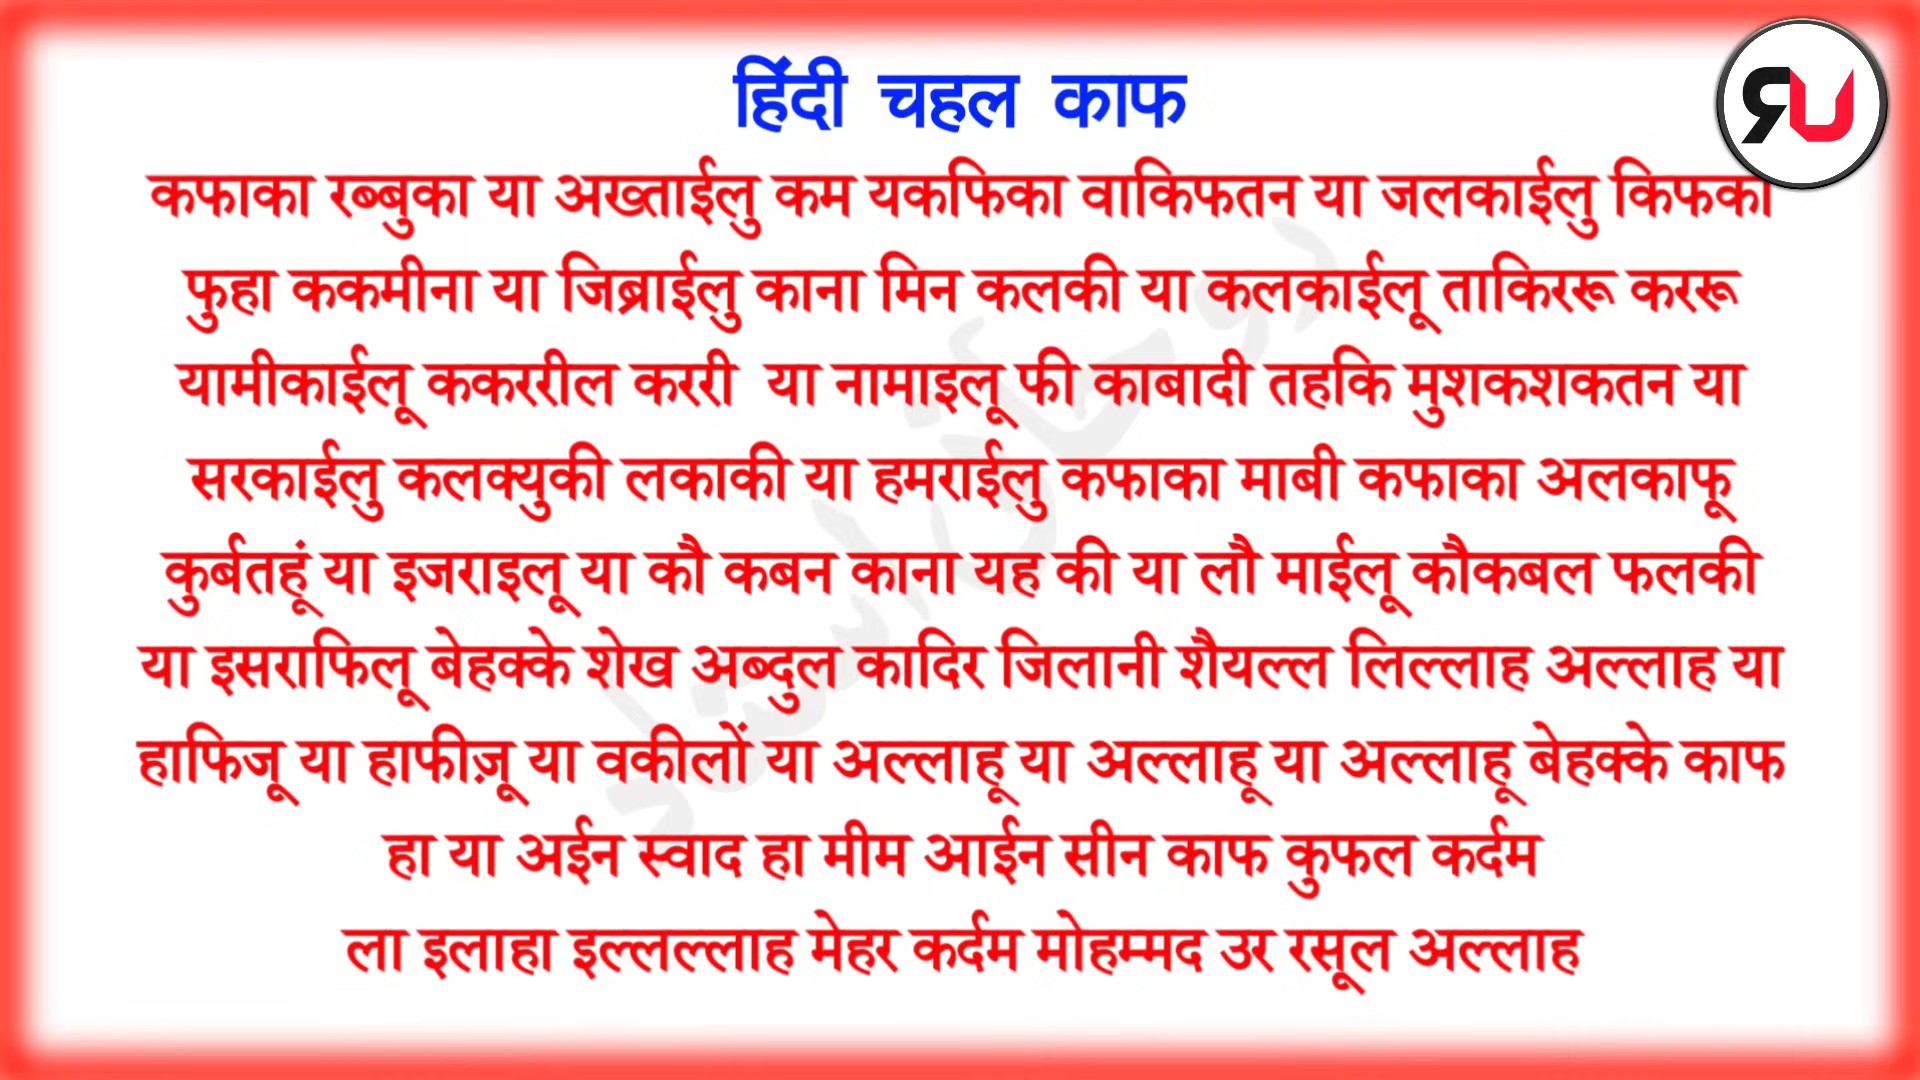 हिंदी चहल काफ
कफाका रब्बुका या अख्ताईलु कम यकफिका वाकिफतन या जलकाईलु किफका
फुहा ककमीना या जिब्राईलु काना मिन कलकी या कलकाईलू ताकिररू कररू
यामीकाईलू ककररील कररी या नामाइलू फी काबादी तहकि मुशकशकतन या
सरकाईलु कलक्युकी लकाकी या हमराईलु कफाका माबी कफाका अलकाफू
कुर्बतहूं या इजराइलू या कौ कबन काना यह की या लौ माईलू कौकबल फलकी
या इसराफिलू बेहक्के शेख अब्दुल कादिर जिलानी शैयल्ल लिल्लाह अल्लाह या
हाफिजू या हाफीज़ू या वकीलों या अल्लाहू या अल्लाहू या अल्लाहू बेहक्के काफ
हा या अईन स्वाद हा मीम आईन सीन काफ कुफल कर्दम
ला इलाहा इल्लल्लाह मेहर कर्दम मोहम्मद उर रसूल अल्लाह